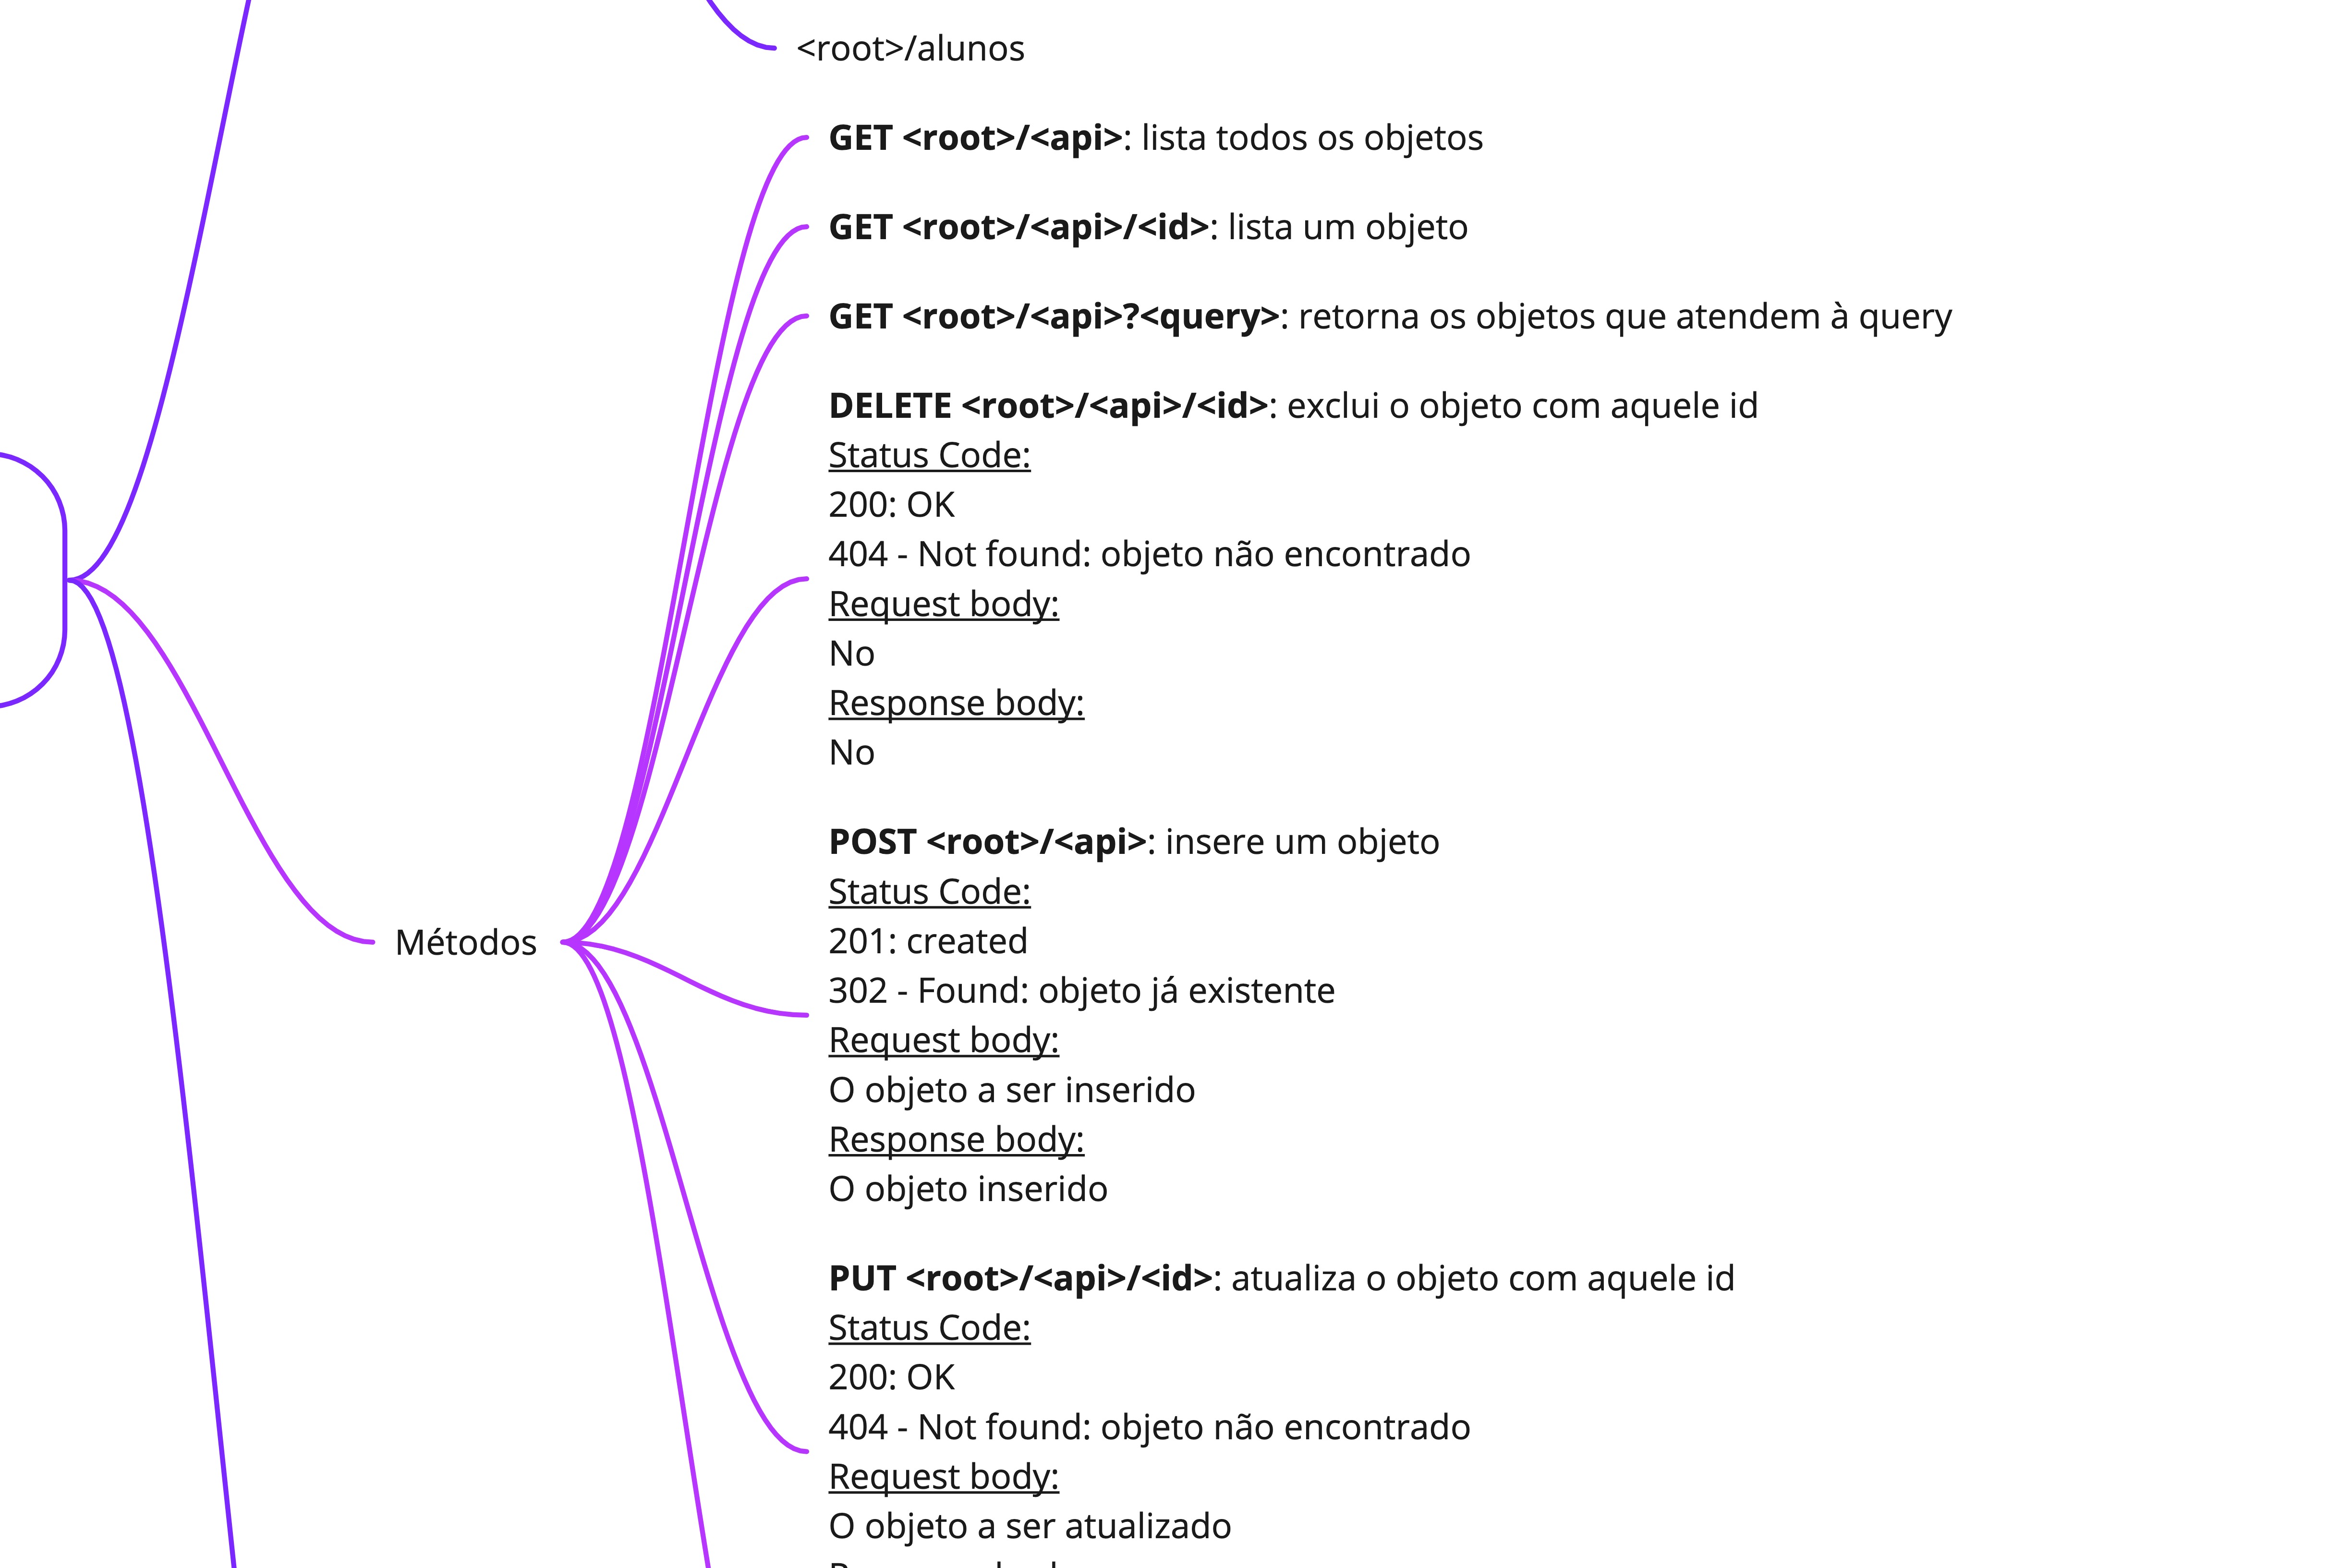 <root>/alunos
GET <root>/<api>: lista todos os objetos
GET <root>/<api>/<id>: lista um objeto
GET <root>/<api>?<query>: retorna os objetos que atendem à query
DELETE <root>/<api>/<id>: exclui o objeto com aquele id
Status Code:
200: OK
404 - Not found: objeto não encontrado
Request body:
No
Response body:
No
POST <root>/<api>: insere um objeto
Status Code:
201: created
Métodos
302 - Found: objeto já existente
Request body:
O objeto a ser inserido
Response body:
O objeto inserido
PUT <root>/<api>/<id>: atualiza o objeto com aquele id
Status Code:
200: OK
404 - Not found: objeto não encontrado
Request body:
O objeto a ser atualizado